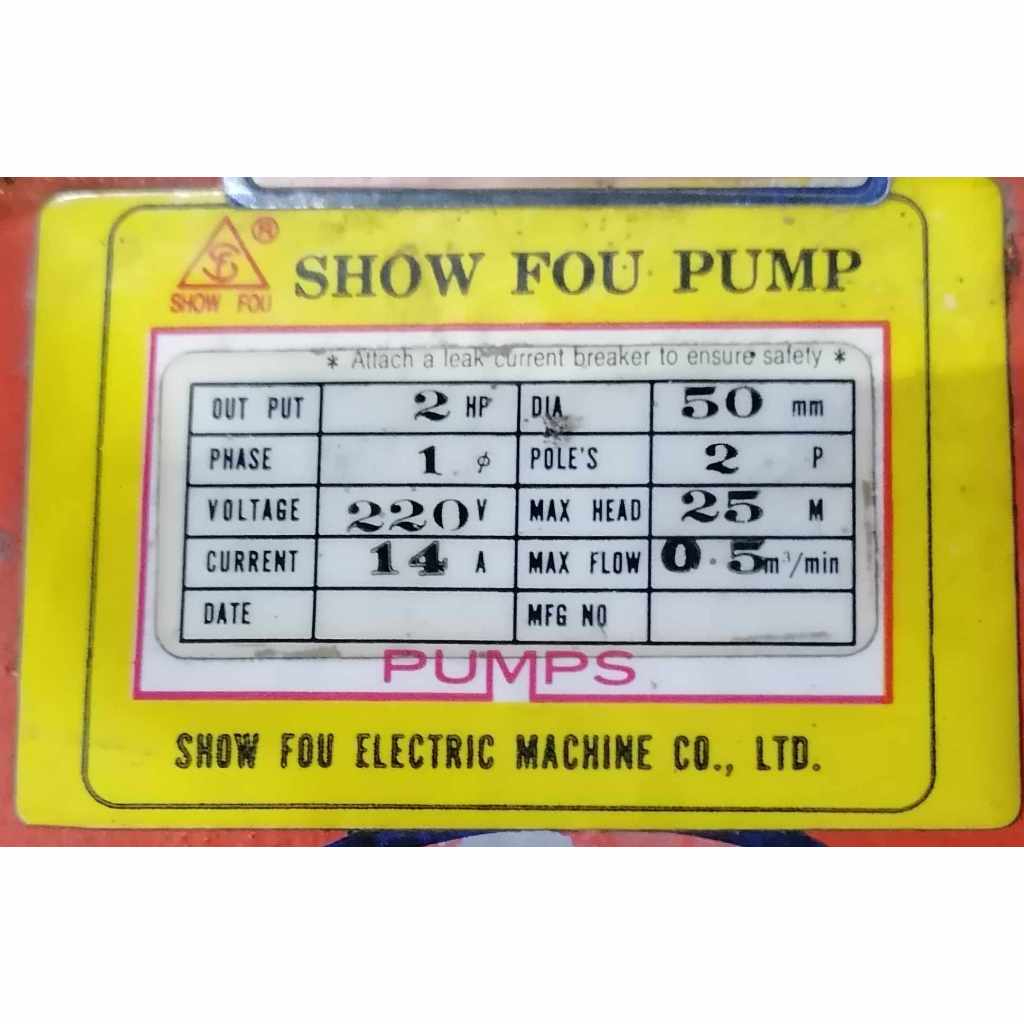 ®
SHOW FOU
SHOW FOU PUMP
* Attach a leak current breaker to ensure safety *
OUT PUT 2 HP DIA 50 mm
PHASE 1 ϕ POLE'S 2 P
VOLTAGE 220 V MAX HEAD 25 M
CURRENT 14 A MAX FLOW 0.5 m³/min
DATE MFG NO
PUMPS
SHOW FOU ELECTRIC MACHINE CO., LTD.